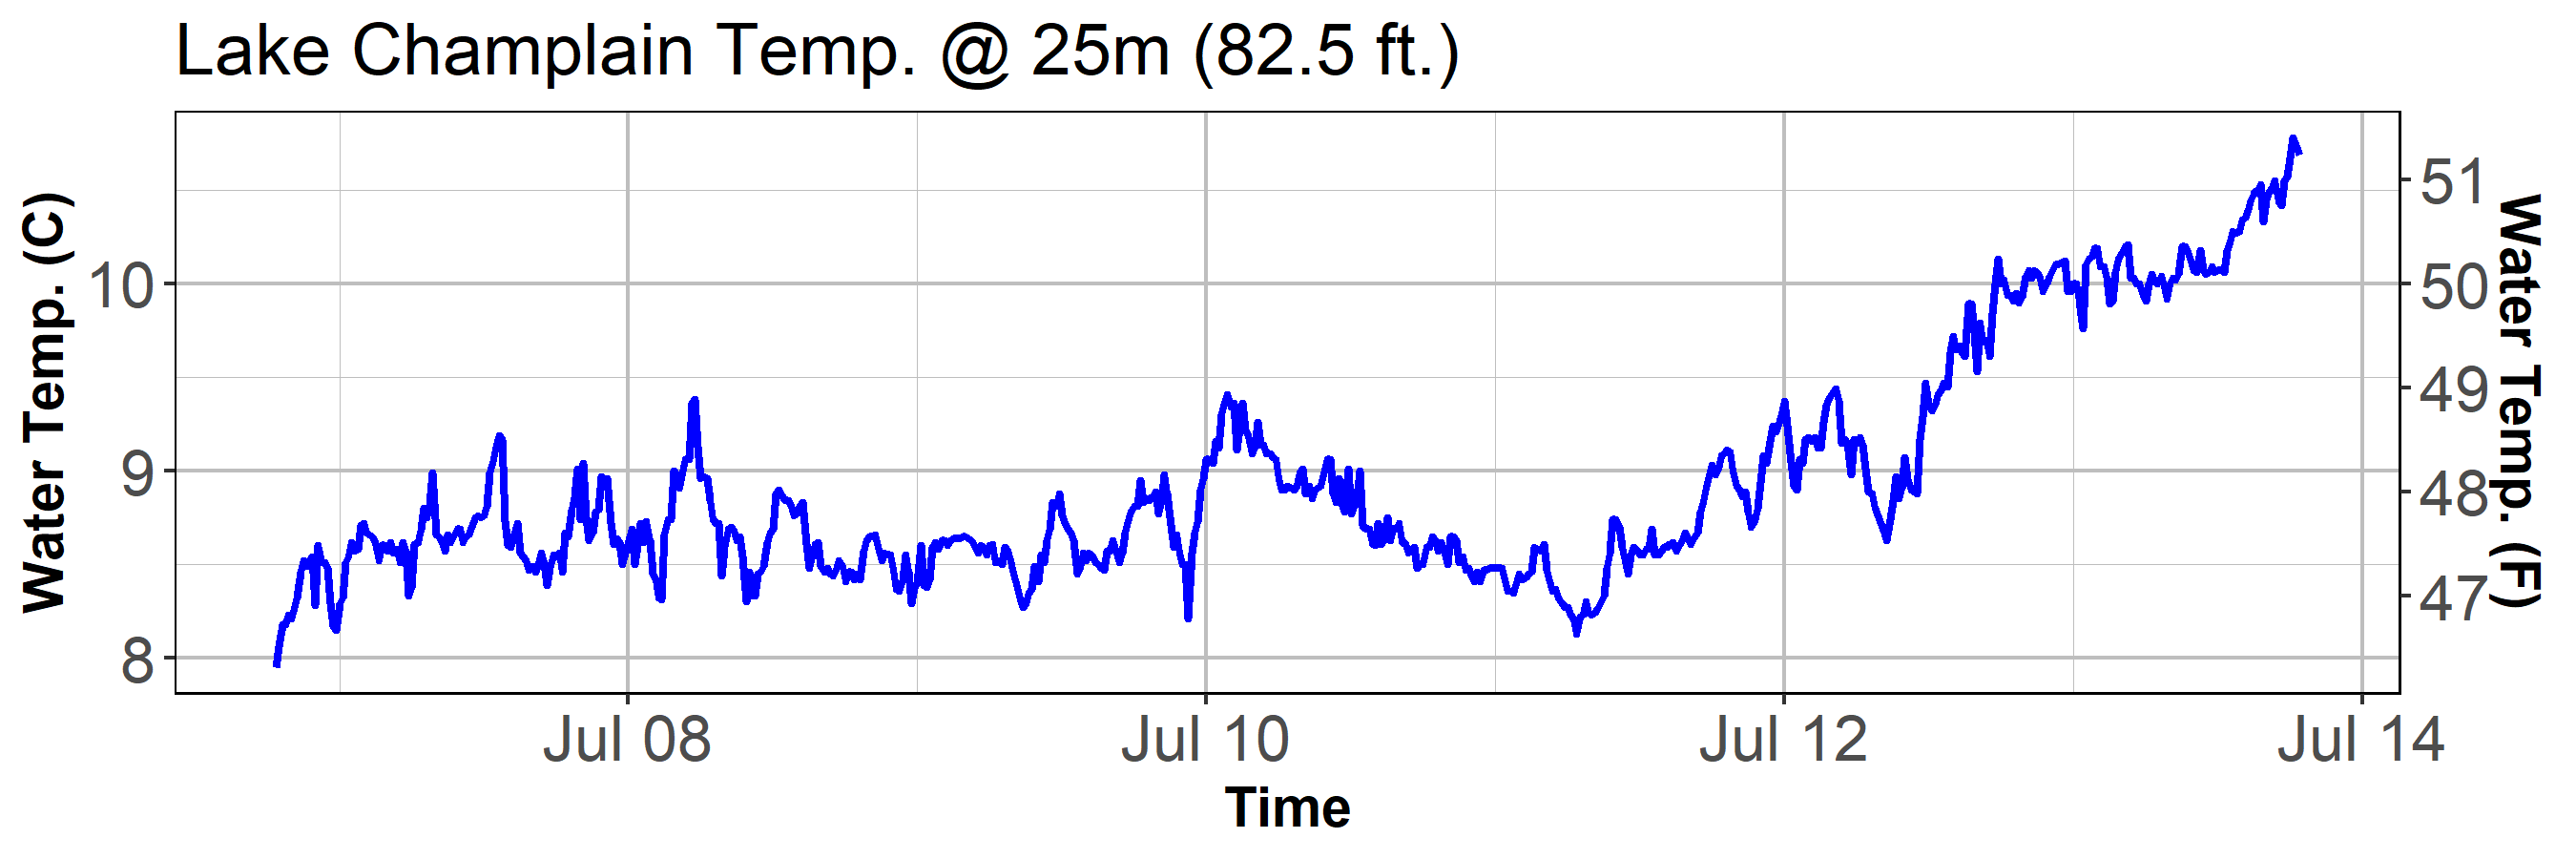 Lake Champlain Temp. @ 25m (82.5 ft.)
Water Temp. (C)
10
9
8
51
50
49
48
47
Water Temp. (F)
Jul 08
Jul 10
Jul 12
Jul 14
Time